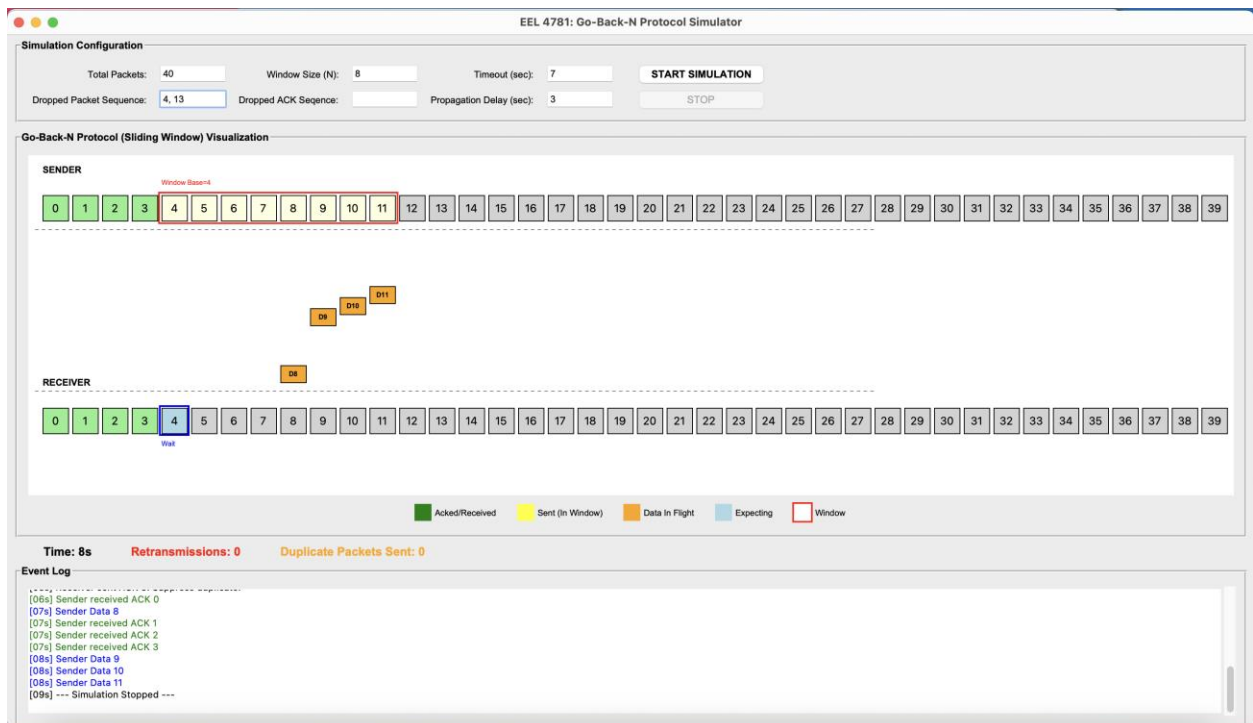 EEL 4781: Go-Back-N Protocol Simulator
Simulation Configuration
Total Packets: 40 Window Size (N): 8 Timeout (sec): 7 START SIMULATION
Dropped Packet Sequence: 4, 13 Dropped ACK Seqence: Propagation Delay (sec): 3 STOP
Go-Back-N Protocol (Sliding Window) Visualization
SENDER
Window Base=4
0 1 2 3 4 5 6 7 8 9 10 11 12 13 14 15 16 17 18 19 20 21 22 23 24 25 26 27 28 29 30 31 32 33 34 35 36 37 38 39
D11
D10
D9
D8
RECEIVER
0 1 2 3 4 5 6 7 8 9 10 11 12 13 14 15 16 17 18 19 20 21 22 23 24 25 26 27 28 29 30 31 32 33 34 35 36 37 38 39
Wait
Acked/Received Sent (In Window) Data In Flight Expecting Window
Time: 8s Retransmissions: 0 Duplicate Packets Sent: 0
Event Log
[06s] Sender received ACK 0
[07s] Sender Data 8
[07s] Sender received ACK 1
[07s] Sender received ACK 2
[07s] Sender received ACK 3
[08s] Sender Data 9
[08s] Sender Data 10
[08s] Sender Data 11
[09s] --- Simulation Stopped ---